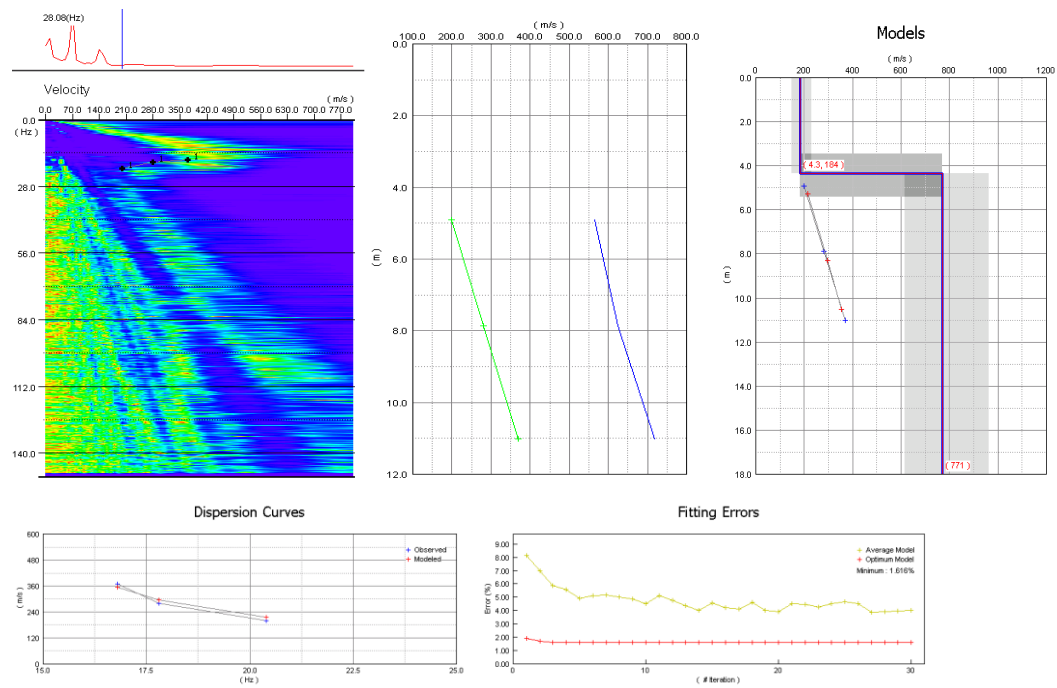 28.08(Hz)
Velocity
( m/s )
0.0 70.0 140.0 210.0 280.0 350.0 420.0 490.0 560.0 630.0 700.0 770.0
0.0
( Hz )
28.0
56.0
84.0
112.0
140.0
1 1 1
( m/s )
100.0 200.0 300.0 400.0 500.0 600.0 700.0 800.0
0.0
2.0
4.0
6.0
8.0
10.0
12.0
( m )
Models
( m/s )
0 200 400 600 800 1000 1200
0.0
2.0
4.0
6.0
8.0
10.0
12.0
14.0
16.0
18.0
( m )
( 4.3, 184 )
( 771 )
Dispersion Curves
600
480
360
240
120
0
( m/s )
Observed
Modeled
15.0 17.5 20.0 22.5 25.0
( Hz )
Fitting Errors
9.00
8.00
7.00
6.00
5.00
4.00
3.00
2.00
1.00
0.00
Error (%)
Average Model
Optimum Model
Minimum : 1.616%
0 10 20 30
( # Iteration )